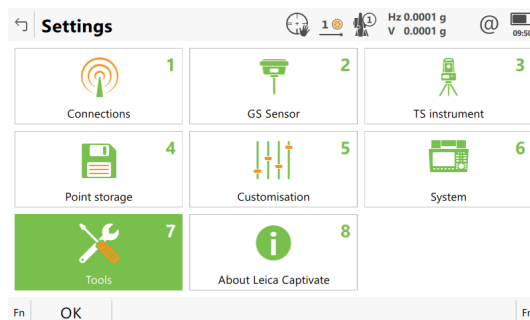 Settings
1
1
Hz 0.0001 g
V 0.0001 g
@
09:50
1
Connections
2
GS Sensor
3
TS instrument
4
Point storage
5
Customisation
6
System
7
Tools
8
About Leica Captivate
Fn
OK